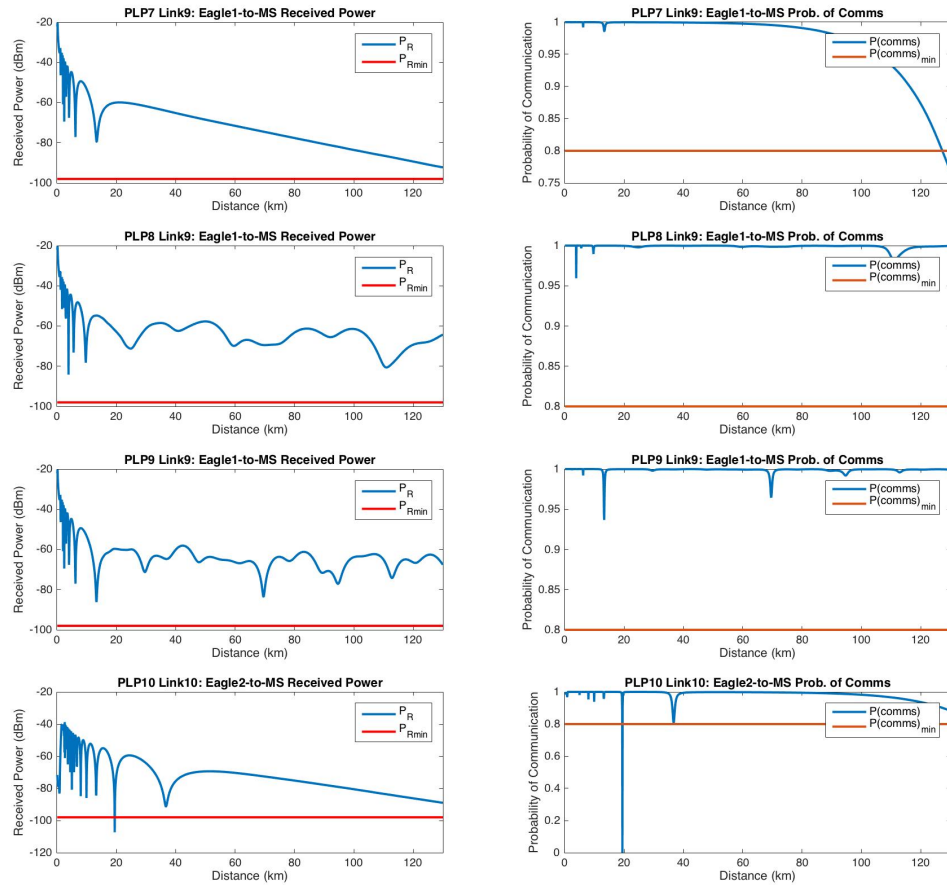 PLP7 Link9: Eagle1-to-MS Received Power
Received Power (dBm)
-20
-40
-60
-80
-100
0 20 40 60 80 100 120
Distance (km)
P_R
P_Rmin
PLP7 Link9: Eagle1-to-MS Prob. of Comms
Probability of Communication
1
0.95
0.9
0.85
0.8
0.75
0 20 40 60 80 100 120
Distance (km)
P(comms)
P(comms)_min
PLP8 Link9: Eagle1-to-MS Received Power
Received Power (dBm)
-20
-40
-60
-80
-100
0 20 40 60 80 100 120
Distance (km)
P_R
P_Rmin
PLP8 Link9: Eagle1-to-MS Prob. of Comms
Probability of Communication
1
0.95
0.9
0.85
0.8
0 20 40 60 80 100 120
Distance (km)
P(comms)
P(comms)_min
PLP9 Link9: Eagle1-to-MS Received Power
Received Power (dBm)
-20
-40
-60
-80
-100
0 20 40 60 80 100 120
Distance (km)
P_R
P_Rmin
PLP9 Link9: Eagle1-to-MS Prob. of Comms
Probability of Communication
1
0.95
0.9
0.85
0.8
0 20 40 60 80 100 120
Distance (km)
P(comms)
P(comms)_min
PLP10 Link10: Eagle2-to-MS Received Power
Received Power (dBm)
-20
-40
-60
-80
-100
-120
0 20 40 60 80 100 120
Distance (km)
P_R
P_Rmin
PLP10 Link10: Eagle2-to-MS Prob. of Comms
Probability of Communication
1
0.8
0.6
0.4
0.2
0
0 20 40 60 80 100 120
Distance (km)
P(comms)
P(comms)_min